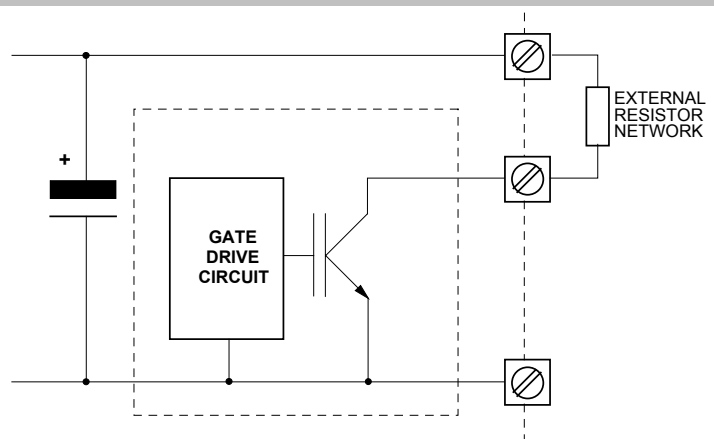 EXTERNAL
RESISTOR
NETWORK
+
GATE
DRIVE
CIRCUIT